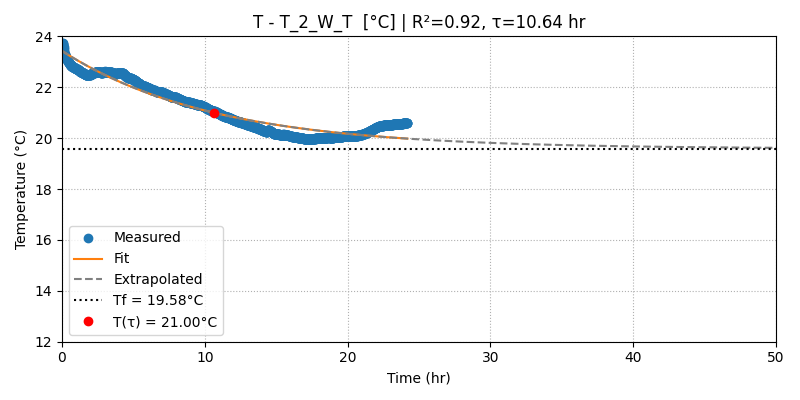 T - T_2_W_T  [°C] | R²=0.92, τ=10.64 hr
24
22
20
18
16
14
12
Temperature (°C)
Measured
Fit
Extrapolated
Tf = 19.58°C
T(τ) = 21.00°C
0 10 20 30 40 50
Time (hr)